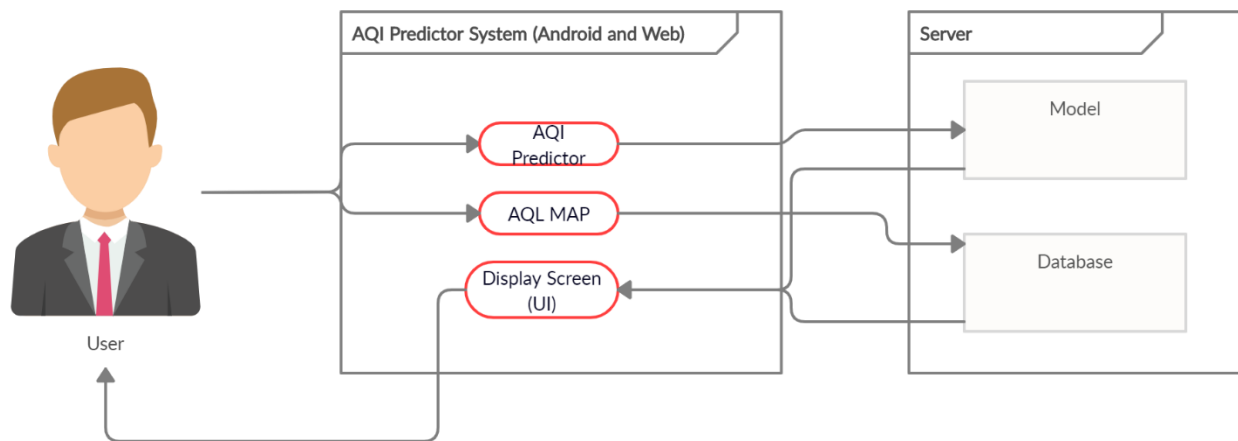 AQI Predictor System (Android and Web)
Server
Model
AQI
Predictor
AQL MAP
Database
Display Screen
(UI)
User